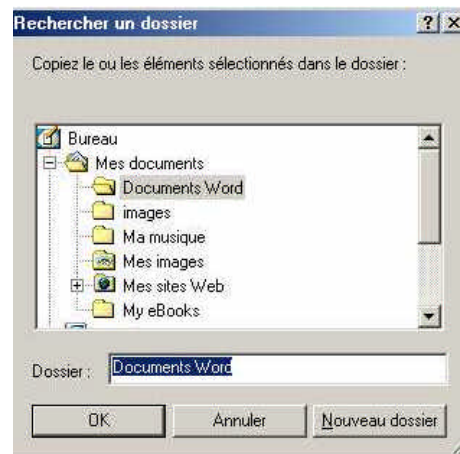 Rechercher un dossier
Copiez le ou les éléments sélectionnés dans le dossier :
Bureau
Mes documents
Documents Word
images
Ma musique
Mes images
Mes sites Web
My eBooks
Dossier : Documents Word
OK Annuler Nouveau dossier